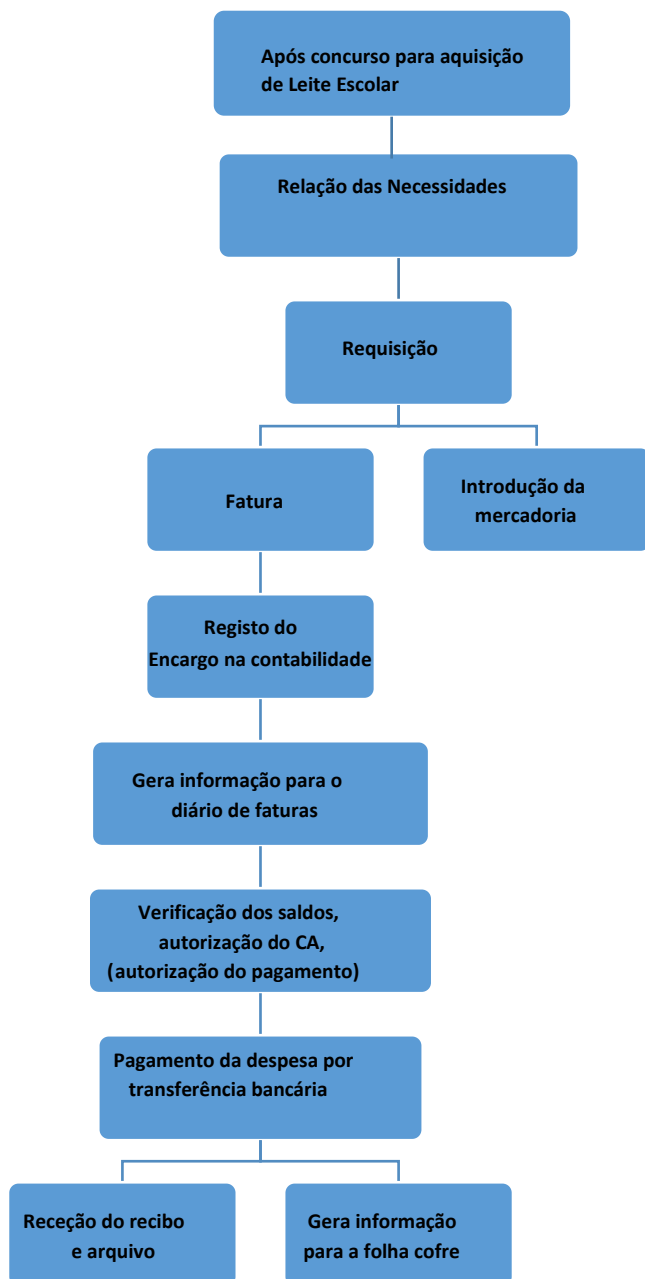 Após concurso para aquisição
de Leite Escolar
Relação das Necessidades
Requisição
Fatura
Introdução da
mercadoria
Registo do
Encargo na contabilidade
Gera informação para o
diário de faturas
Verificação dos saldos,
autorização do CA,
(autorização do pagamento)
Pagamento da despesa por
transferência bancária
Receção do recibo
e arquivo
Gera informação
para a folha cofre